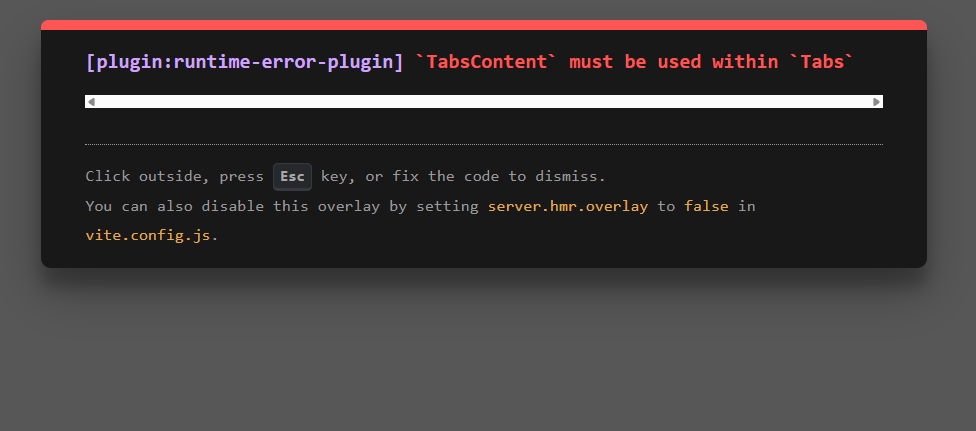 [plugin:runtime-error-plugin] `TabsContent` must be used within `Tabs`
Click outside, press Esc key, or fix the code to dismiss.
You can also disable this overlay by setting server.hmr.overlay to false in
vite.config.js.